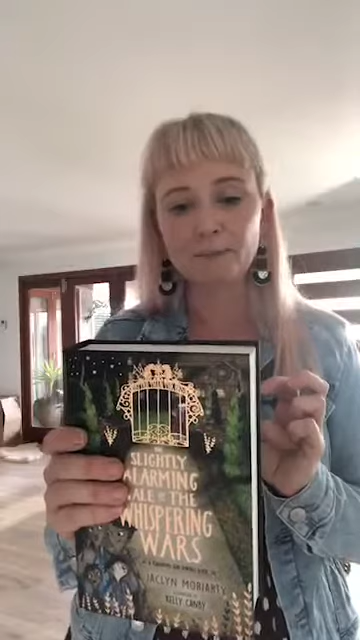 THE
SLIGHTLY
ALARMING
TALE OF THE
WHISPERING
WARS
JACLYN MORIARTY
KELLY CANBY